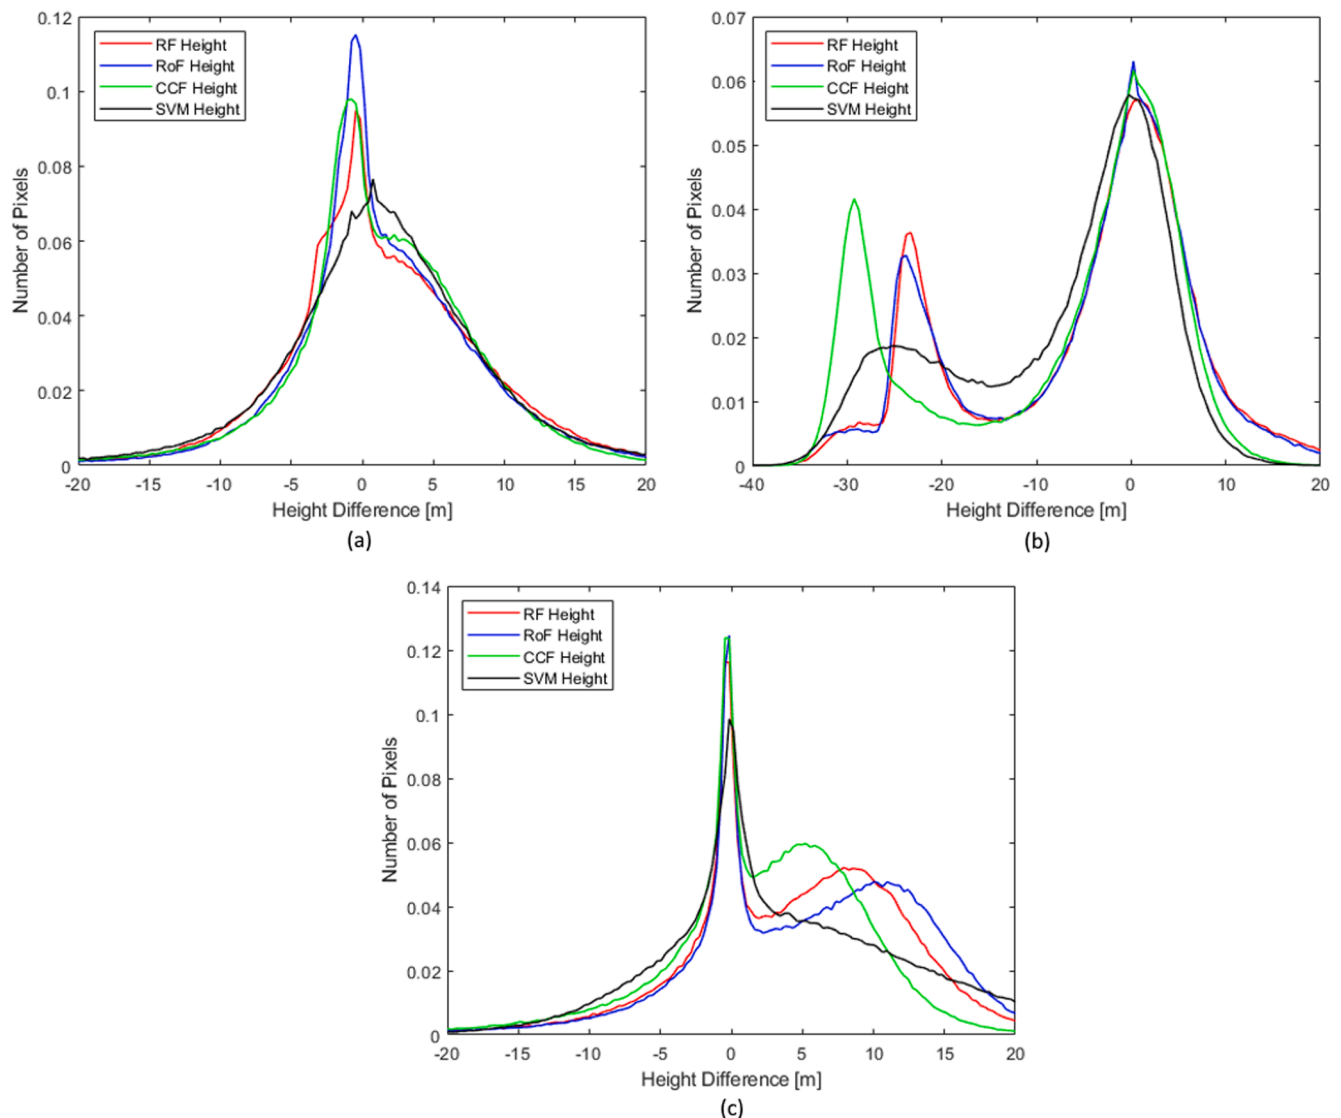 0.12
0.1
0.08
0.06
0.04
0.02
0
Number of Pixels
RF Height
RoF Height
CCF Height
SVM Height
-20 -15 -10 -5 0 5 10 15 20
Height Difference [m]
(a)
0.07
0.06
0.05
0.04
0.03
0.02
0.01
0.00
Number of Pixels
RF Height
RoF Height
CCF Height
SVM Height
-40 -30 -20 -10 0 10 20
Height Difference [m]
(b)
0.14
0.12
0.1
0.08
0.06
0.04
0.02
0
Number of Pixels
RF Height
RoF Height
CCF Height
SVM Height
-20 -15 -10 -5 0 5 10 15 20
Height Difference [m]
(c)